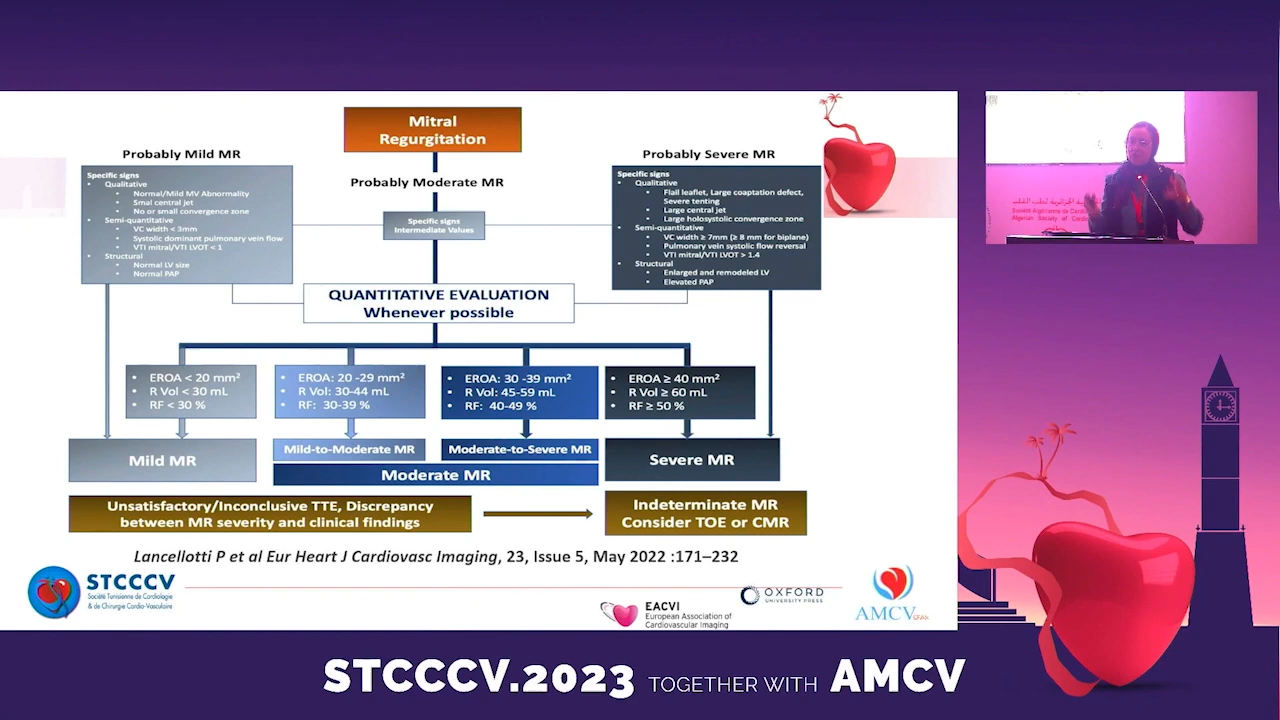 Mitral
Regurgitation
Probably Mild MR
Specific signs
• Qualitative
• Normal/Mild MV Abnormality
• Smal central jet
• No or small convergence zone
• Semi-quantitative
• VC width < 3mm
• Systolic dominant pulmonary vein flow
• VTI mitral/VTI LVOT < 1
• Structural
• Normal LV size
• Normal PAP
Probably Moderate MR
Specific signs
Intermediate Values
Probably Severe MR
Specific signs
• Qualitative
• Flail leaflet, Large coaptation defect,
Severe tenting
• Large central jet
• Large holosystolic convergence zone
• Semi-quantitative
• VC width ≥ 7mm (≥ 8 mm for biplane)
• Pulmonary vein systolic flow reversal
• VTI mitral/VTI LVOT > 1.4
• Structural
• Enlarged and remodeled LV
• Elevated PAP
QUANTITATIVE EVALUATION
Whenever possible
• EROA < 20 mm²
• R Vol < 30 mL
• RF < 30 %
• EROA: 20 -29 mm²
• R Vol: 30-44 mL
• RF: 30-39 %
• EROA: 30 -39 mm²
• R Vol: 45-59 mL
• RF: 40-49 %
• EROA ≥ 40 mm²
• R Vol ≥ 60 mL
• RF ≥ 50 %
Mild MR
Mild-to-Moderate MR
Moderate-to-Severe MR
Moderate MR
Severe MR
Unsatisfactory/Inconclusive TTE, Discrepancy
between MR severity and clinical findings
Indeterminate MR
Consider TOE or CMR
Lancellotti P et al Eur Heart J Cardiovasc Imaging, 23, Issue 5, May 2022 :171–232
STCCCV
Société Tunisienne de Cardiologie
& de Chirurgie Cardio-Vasculaire
EACVI
European Association of
Cardiovascular Imaging
OXFORD
UNIVERSITY PRESS
AMCV
الجمعية الجزائرية لطب القلب
Société Algérienne de
Algerian Society of
STCCCV.2023 TOGETHER WITH AMCV